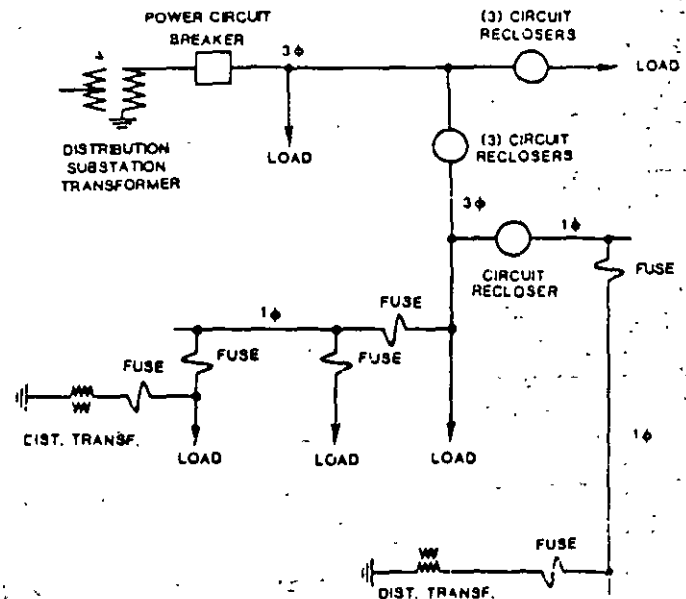 POWER CIRCUIT
BREAKER
3ϕ
(3) CIRCUIT
RECLOSERS
LOAD
DISTRIBUTION
SUBSTATION
TRANSFORMER
LOAD
(3) CIRCUIT
RECLOSERS
3ϕ
1ϕ
CIRCUIT
RECLOSER
FUSE
1ϕ
FUSE
FUSE
FUSE
FUSE
DIST. TRANSF.
LOAD
LOAD
LOAD
1ϕ
FUSE
DIST. TRANSF.